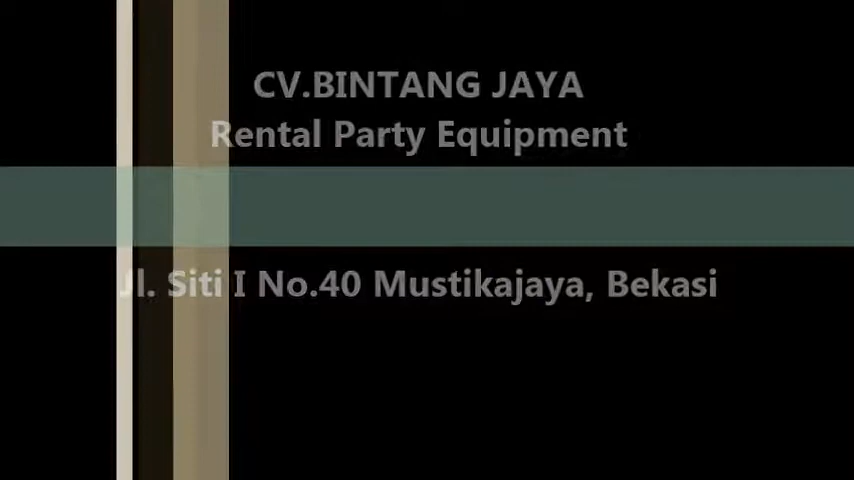 CV.BINTANG JAYA
Rental Party Equipment
Jl. Siti I No.40 Mustikajaya, Bekasi